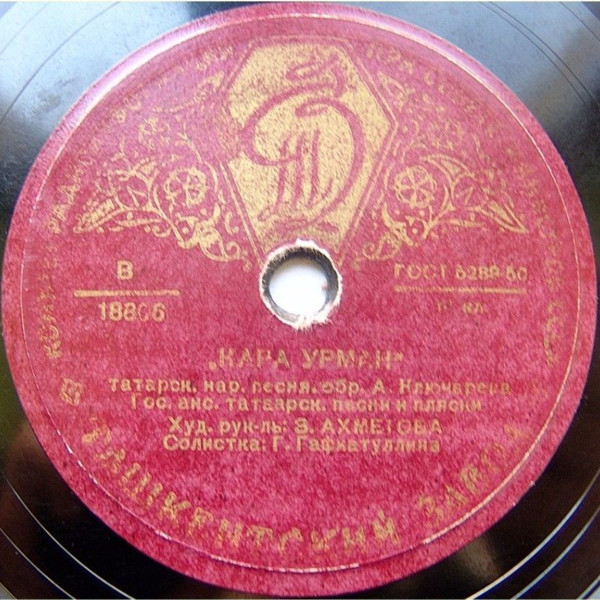 В
18806
ГОСТ 5289-50
"КАРА УРМАН"
татарск. нар. песня. обр. А. Ключарева
Гос. анс. татаарск. песни и пляски
Худ. рук-ль: З. АХМЕТОВА
Солистка: Г. Гафиатуллина
ТАШКЕНТСКИЙ ЗАВОД